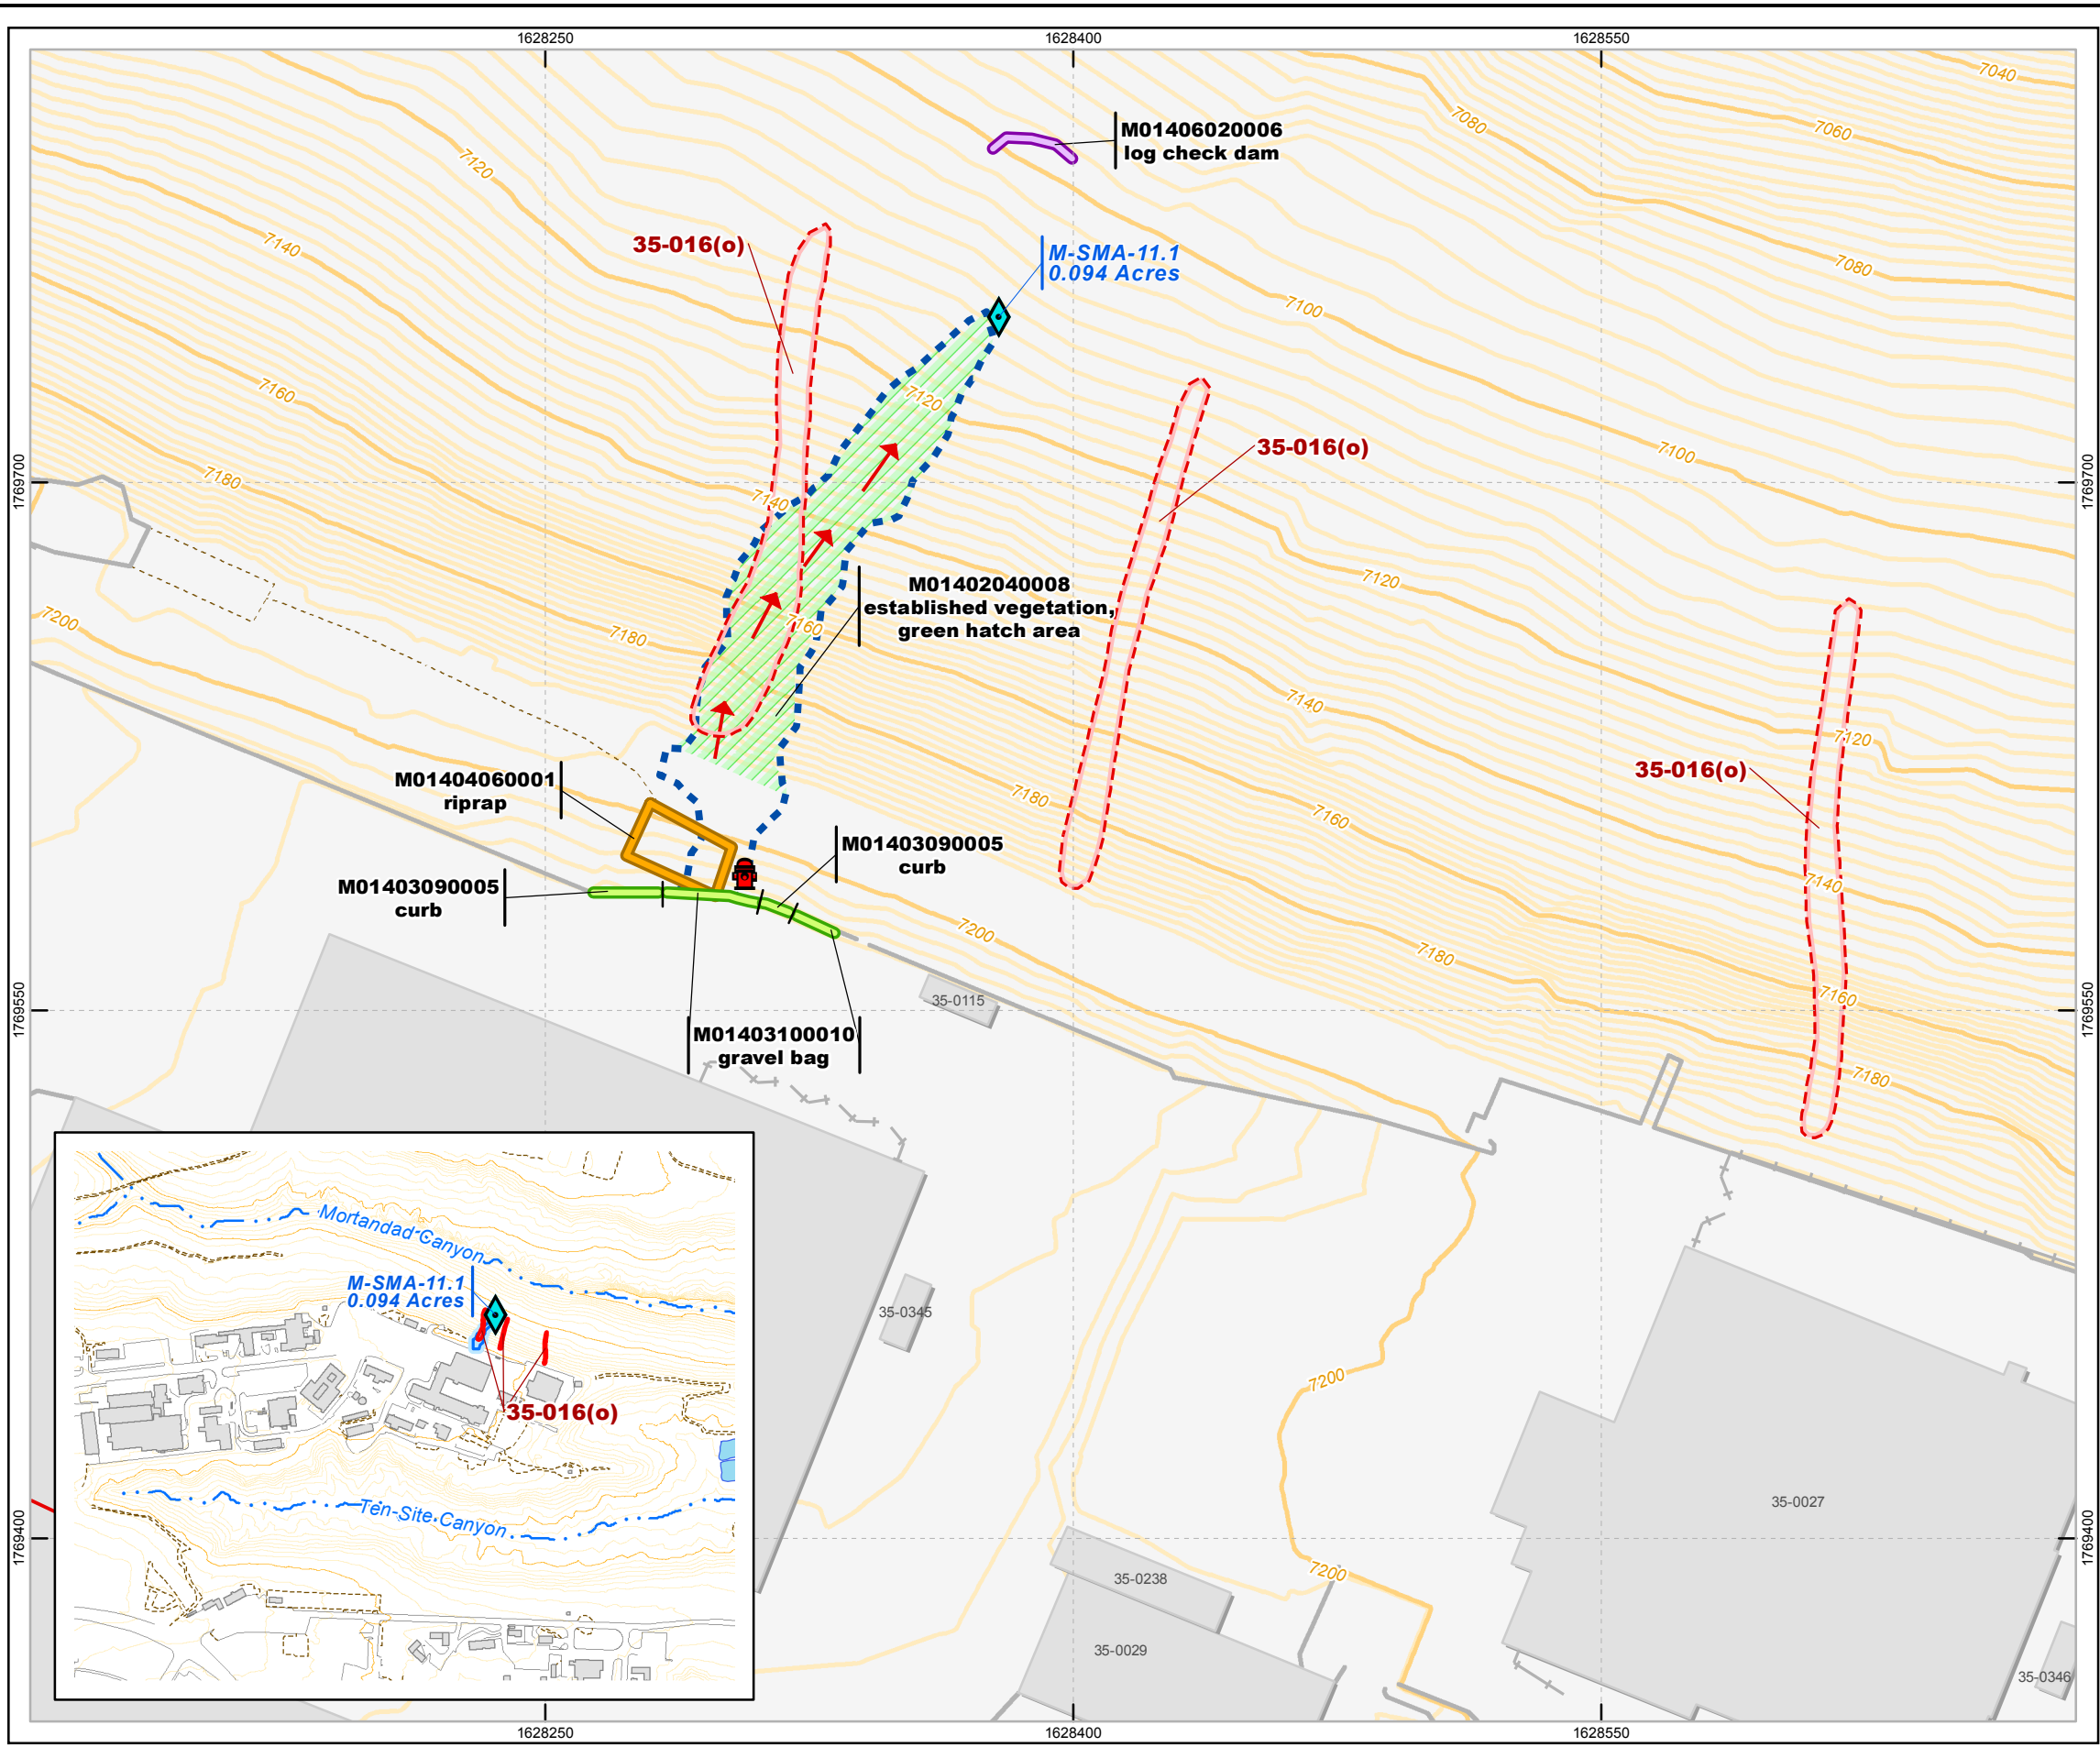 1628250
1628400
1628550
7040
7080
7060
M01406020006
log check dam
7120
35-016(o)
7140
M-SMA-11.1
0.094 Acres
7080
7100
7160
7120
35-016(o)
7100
7180
1769700
1769700
7140
M01402040008
established vegetation,
green hatch area
7120
7200
7180
7160
7140
7120
M01404060001
riprap
7180
7160
35-016(o)
M01403090005
curb
M01403090005
curb
7140
7200
7180
7160
35-0115
1769550
1769550
M01403100010
gravel bag
7180
Mortandad Canyon
M-SMA-11.1
0.094 Acres
35-0345
35-016(o)
7200
Ten-Site Canyon
35-0027
1769400
1769400
7200
35-0238
35-0029
35-0346
1628250
1628400
1628550